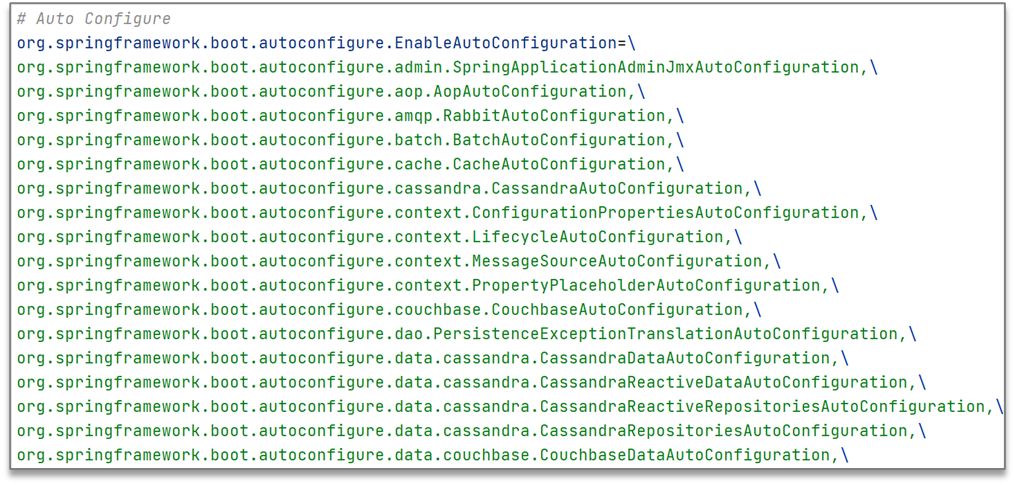 # Auto Configure
org.springframework.boot.autoconfigure.EnableAutoConfiguration=\
org.springframework.boot.autoconfigure.admin.SpringApplicationAdminJmxAutoConfiguration,\
org.springframework.boot.autoconfigure.aop.AopAutoConfiguration,\
org.springframework.boot.autoconfigure.amqp.RabbitAutoConfiguration,\
org.springframework.boot.autoconfigure.batch.BatchAutoConfiguration,\
org.springframework.boot.autoconfigure.cache.CacheAutoConfiguration,\
org.springframework.boot.autoconfigure.cassandra.CassandraAutoConfiguration,\
org.springframework.boot.autoconfigure.context.ConfigurationPropertiesAutoConfiguration,\
org.springframework.boot.autoconfigure.context.LifecycleAutoConfiguration,\
org.springframework.boot.autoconfigure.context.MessageSourceAutoConfiguration,\
org.springframework.boot.autoconfigure.context.PropertyPlaceholderAutoConfiguration,\
org.springframework.boot.autoconfigure.couchbase.CouchbaseAutoConfiguration,\
org.springframework.boot.autoconfigure.dao.PersistenceExceptionTranslationAutoConfiguration,\
org.springframework.boot.autoconfigure.data.cassandra.CassandraDataAutoConfiguration,\
org.springframework.boot.autoconfigure.data.cassandra.CassandraReactiveDataAutoConfiguration,\
org.springframework.boot.autoconfigure.data.cassandra.CassandraReactiveRepositoriesAutoConfiguration,\
org.springframework.boot.autoconfigure.data.cassandra.CassandraRepositoriesAutoConfiguration,\
org.springframework.boot.autoconfigure.data.couchbase.CouchbaseDataAutoConfiguration,\